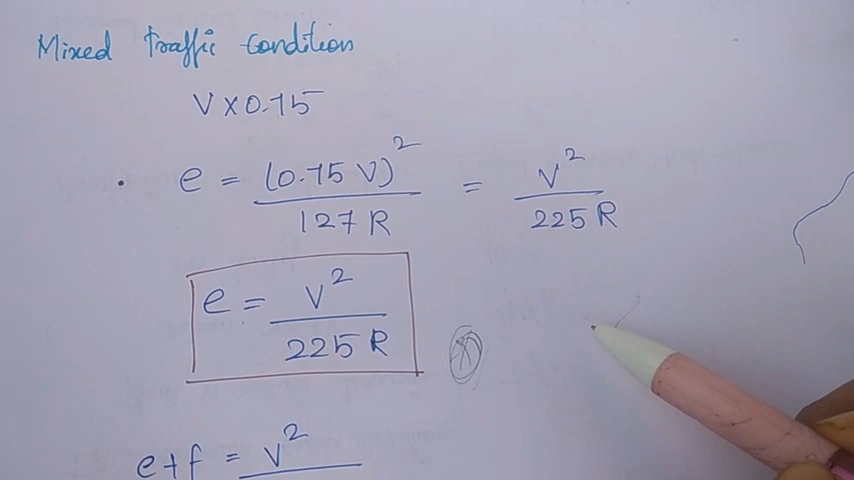 Mixed Traffic Condition
V x 0.75
e = (0.75 V)² / 127 R = V² / 225 R
e = V² / 225 R
e + f = V²